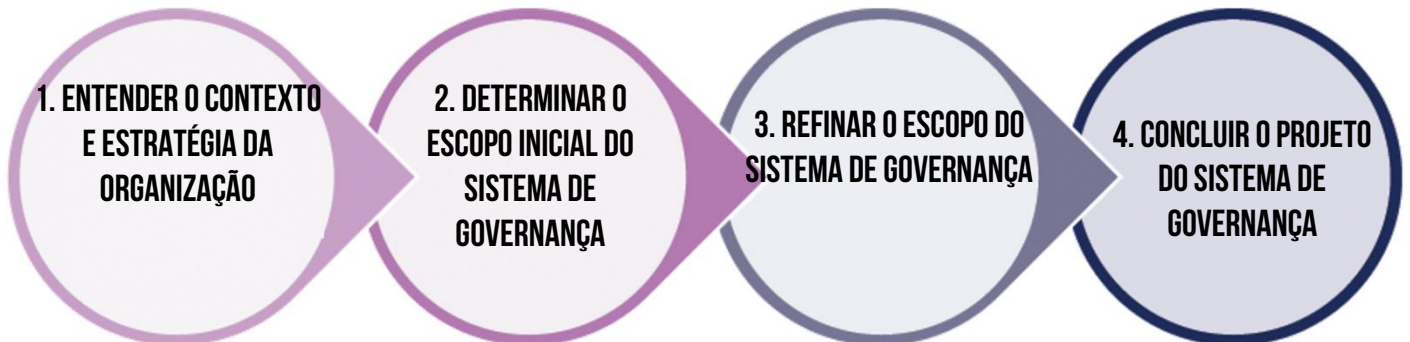 1. ENTENDER O CONTEXTO
E ESTRATÉGIA DA
ORGANIZAÇÃO
2. DETERMINAR O
ESCOPO INICIAL DO
SISTEMA DE
GOVERNANÇA
3. REFINAR O ESCOPO DO
SISTEMA DE GOVERNANÇA
4. CONCLUIR O PROJETO
DO SISTEMA DE
GOVERNANÇA